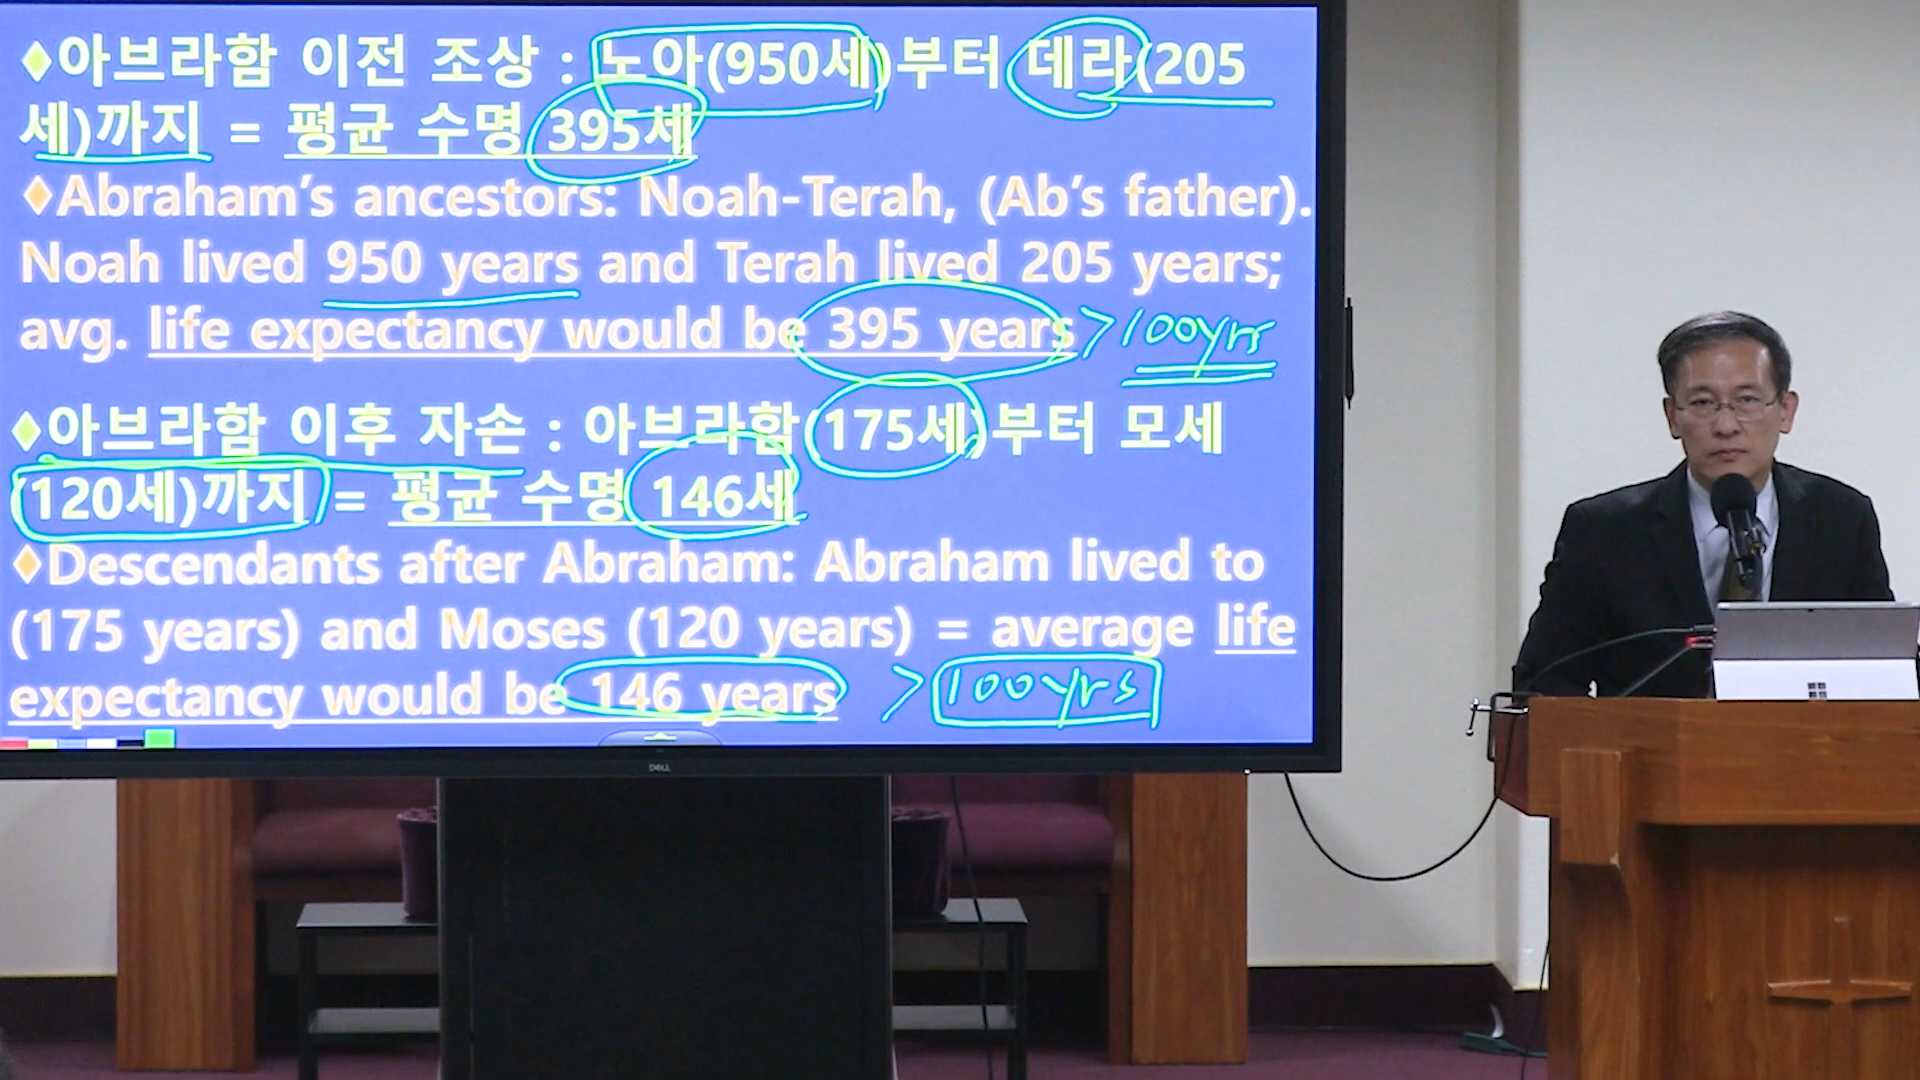 ♦아브라함 이전 조상 : 노아(950세)부터 데라(205
세)까지 = 평균 수명 395세
♦Abraham's ancestors: Noah-Terah, (Ab's father).
Noah lived 950 years and Terah lived 205 years;
avg. life expectancy would be 395 years >100yrs
♦아브라함 이후 자손 : 아브라함(175세)부터 모세
(120세)까지 = 평균 수명 146세
♦Descendants after Abraham: Abraham lived to
(175 years) and Moses (120 years) = average life
expectancy would be 146 years > 100yrs
DELL